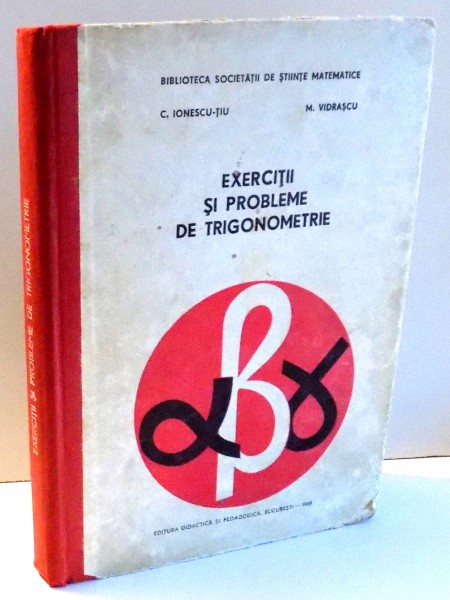 BIBLIOTECA SOCIETĂȚII DE ȘTIINȚE MATEMATICE
C. IONESCU-ȚIU M. VIDRAȘCU
EXERCIȚII
ȘI PROBLEME
DE TRIGONOMETRIE
α β γ
EDITURA DIDACTICĂ ȘI PEDAGOGICĂ, BUCUREȘTI — 1969
EXERCIȚII ȘI PROBLEME DE TRIGONOMETRIE